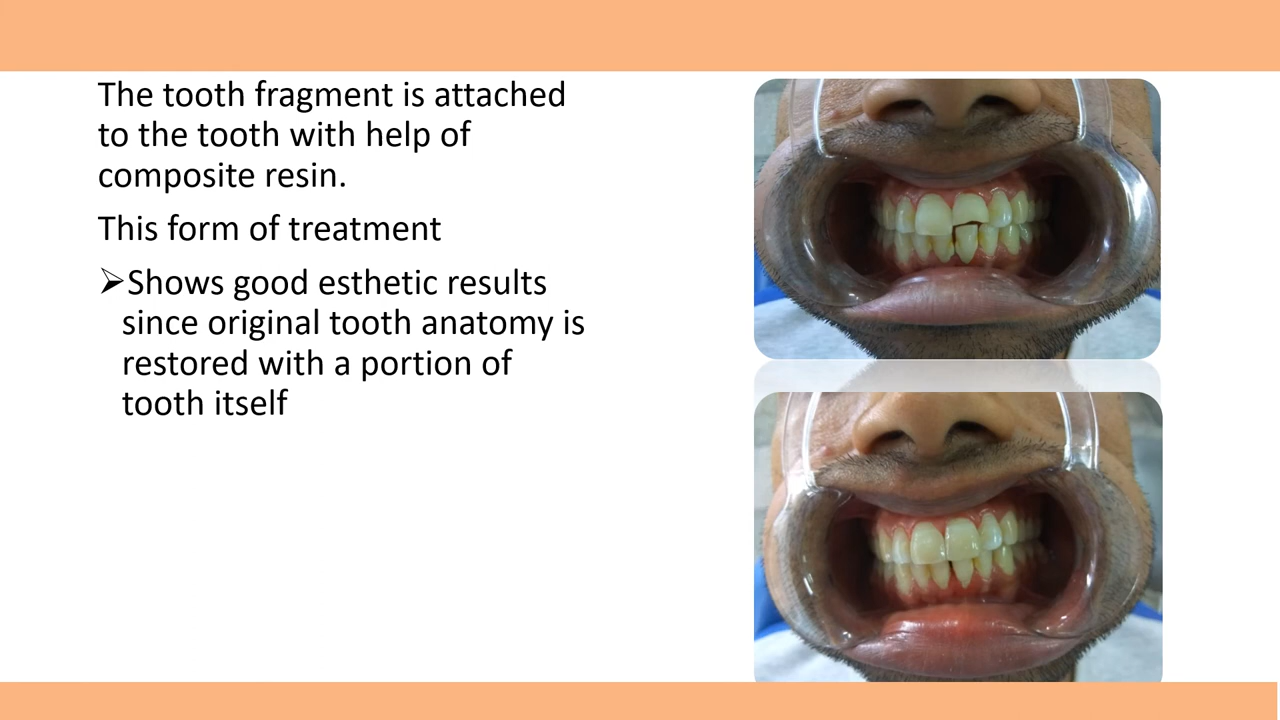 The tooth fragment is attached
to the tooth with help of
composite resin.
This form of treatment
➢Shows good esthetic results
since original tooth anatomy is
restored with a portion of
tooth itself